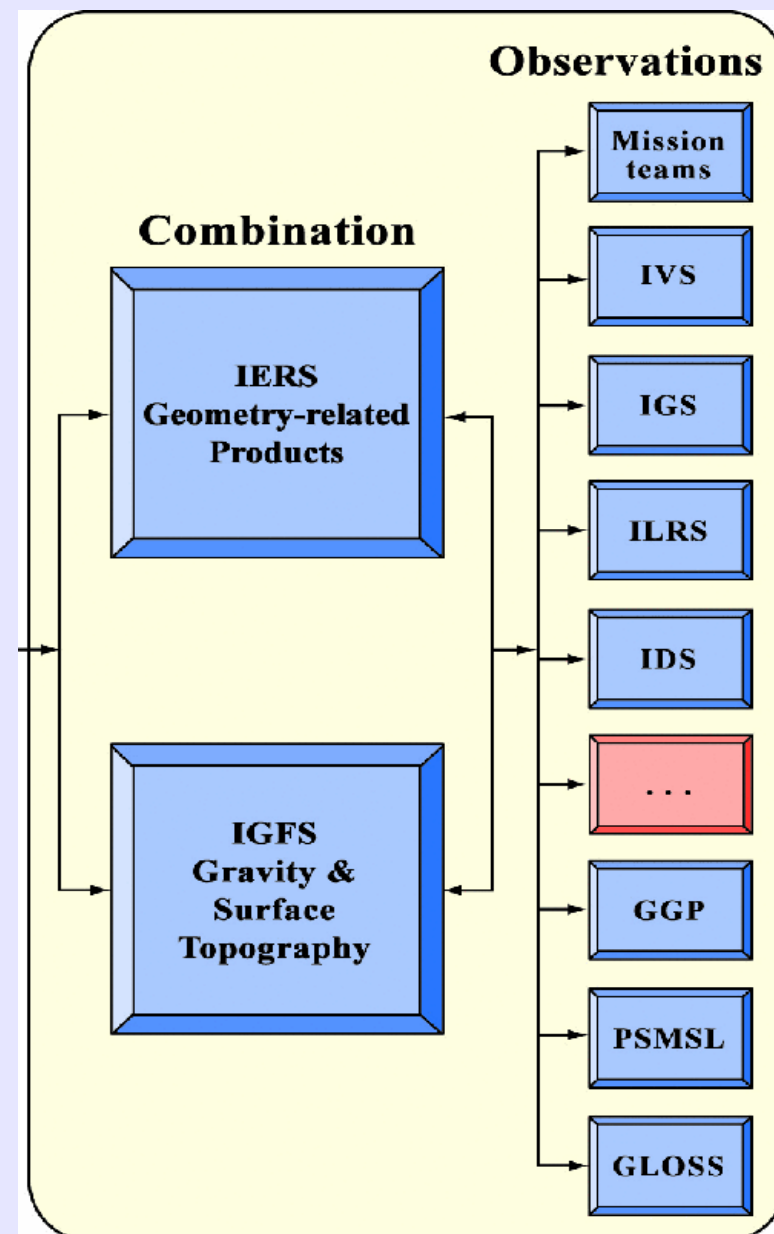 Observations
Mission
teams
IVS
IGS
ILRS
IDS
...
GGP
PSMSL
GLOSS
Combination
IERS
Geometry-related
Products
IGFS
Gravity &
Surface
Topography